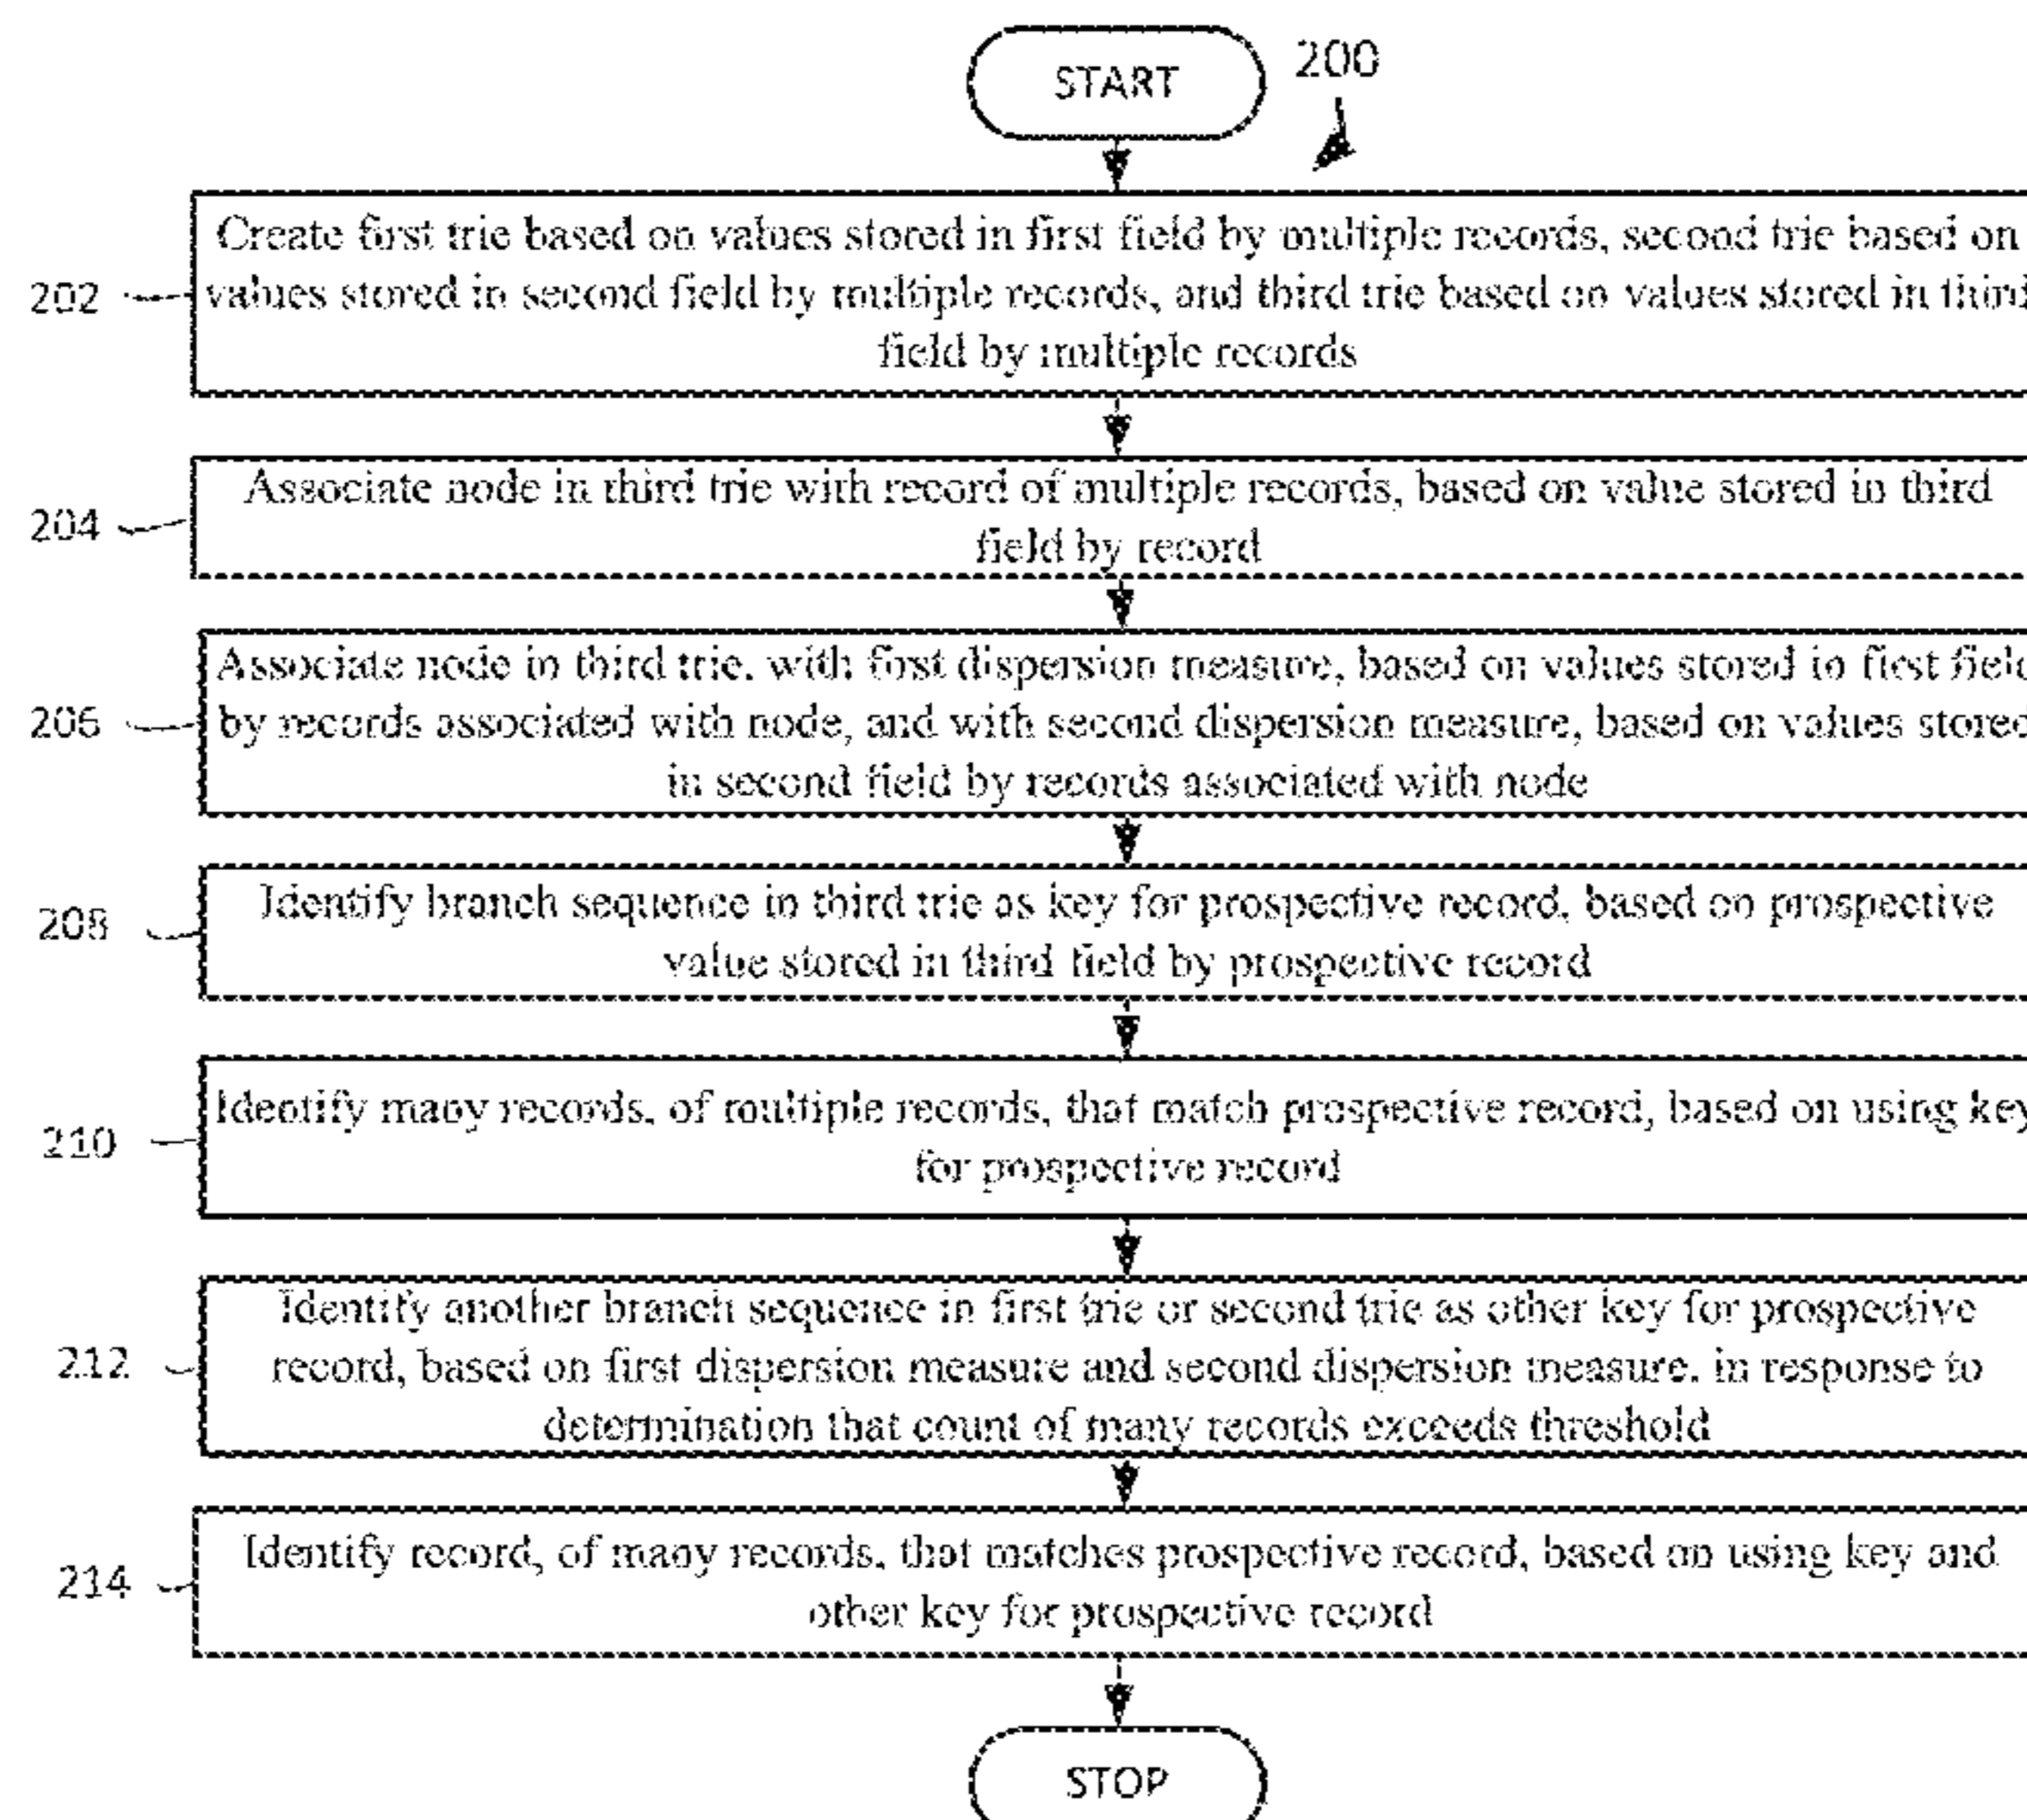 START
200
Create first trie based on values stored in first field by multiple records, second trie based on
202
values stored in second field by multiple records, and third trie based on values stored in third
field by multiple records
Associate node in third trie with record of multiple records, based on value stored in third
204
field by record
Associate node in third trie, with first dispersion measure, based on values stored in first field
206
by records associated with node, and with second dispersion measure, based on values stored
in second field by records associated with node
Identify branch sequence in third trie as key for prospective record, based on prospective
208
value stored in third field by prospective record
Identify many records, of multiple records, that match prospective record, based on using key
210
for prospective record
Identify another branch sequence in first trie or second trie as other key for prospective
212
record, based on first dispersion measure and second dispersion measure, in response to
determination that count of many records exceeds threshold
Identify record, of many records, that matches prospective record, based on using key and
214
other key for prospective record
STOP